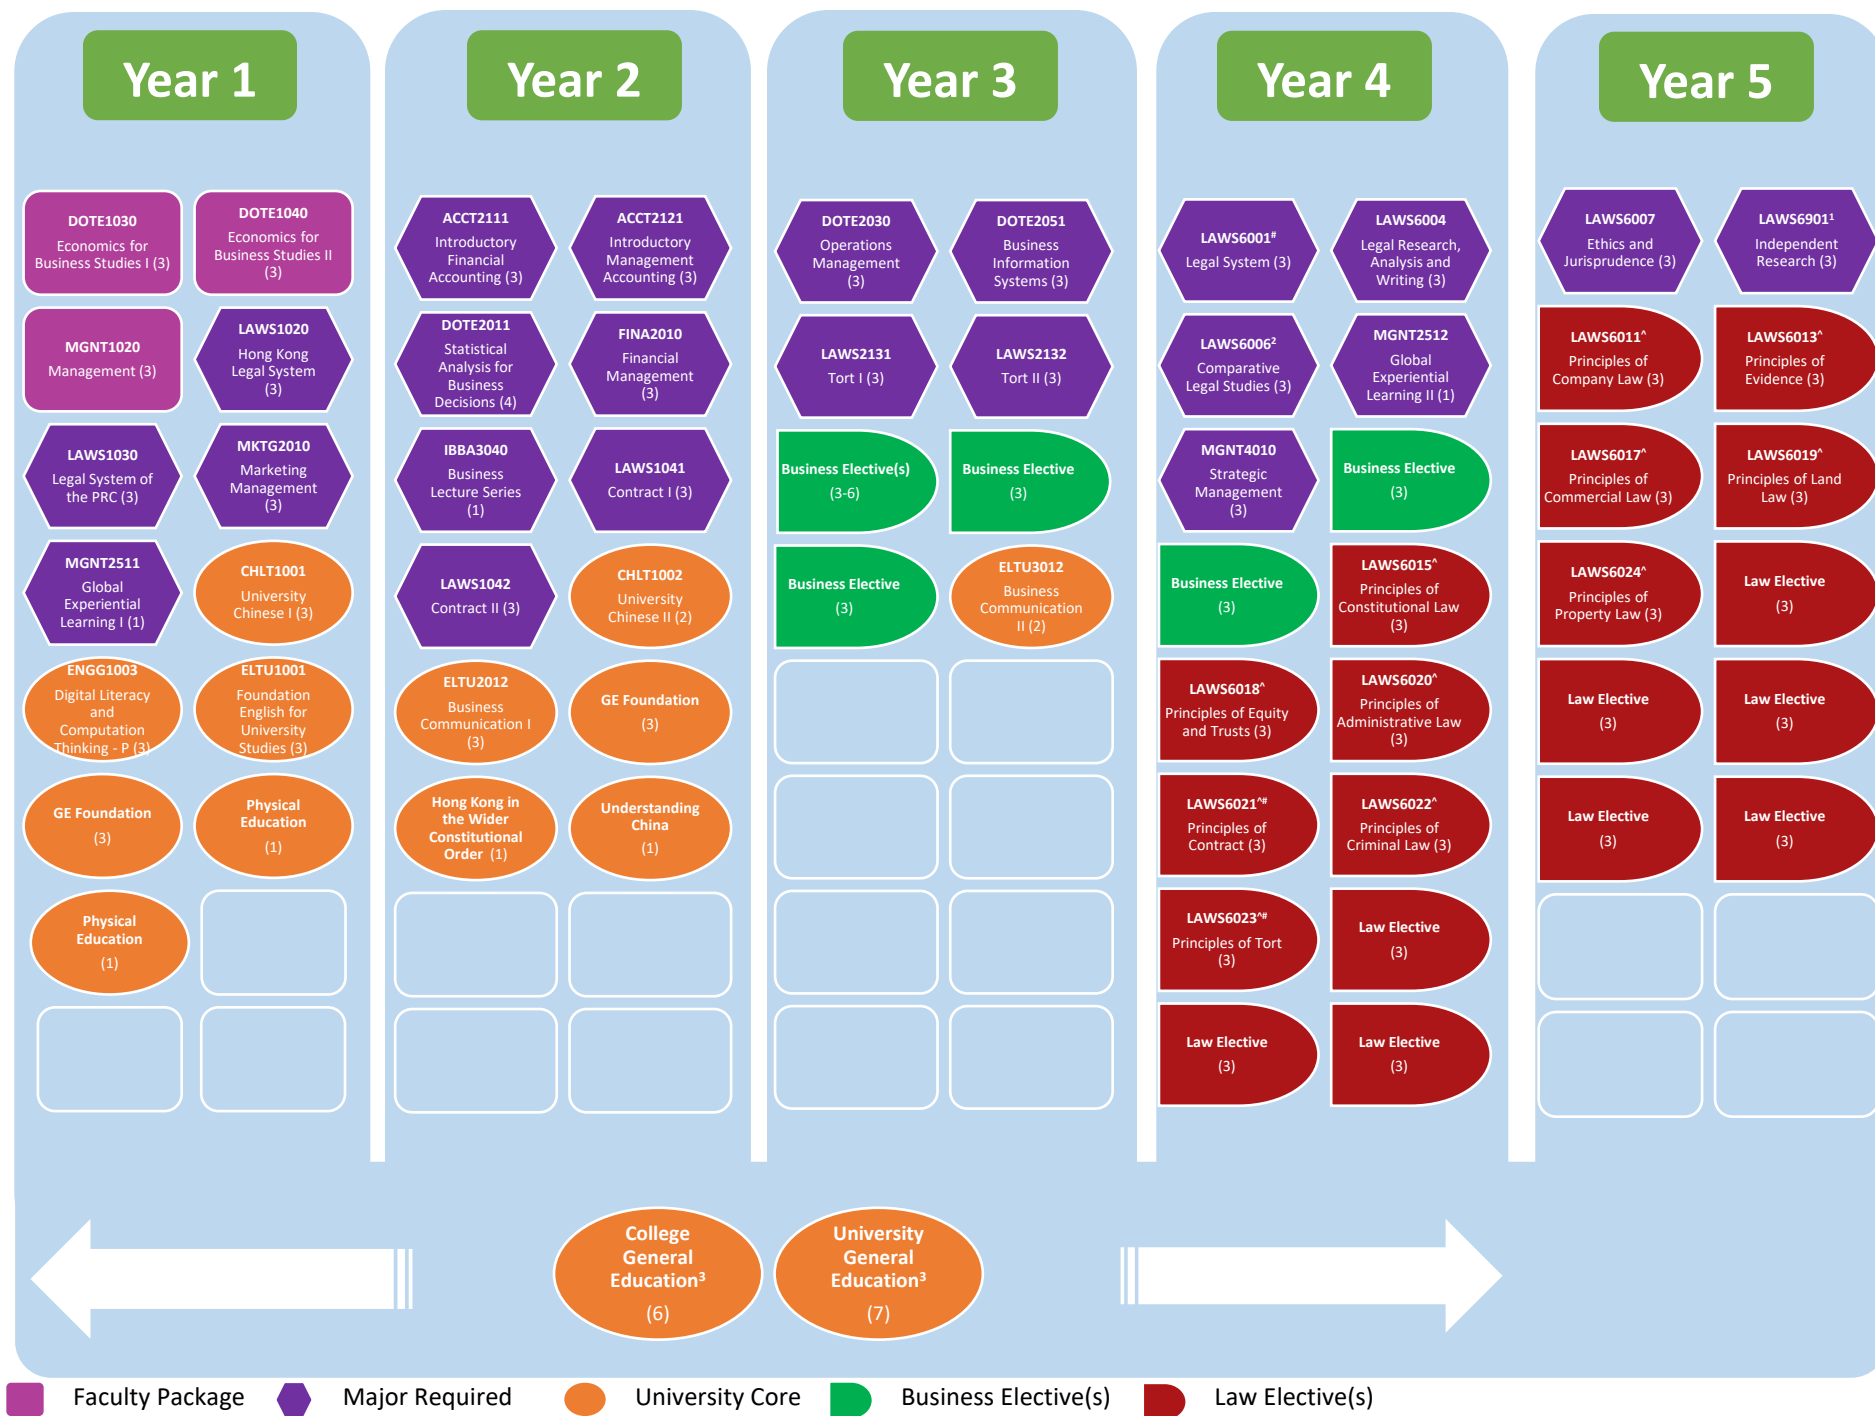 Year 1
Year 2
Year 3
Year 4
Year 5
DOTE1030
Economics for
Business Studies I (3)
DOTE1040
Economics for
Business Studies II
(3)
MGNT1020
Management (3)
LAWS1020
Hong Kong
Legal System
(3)
LAWS1030
Legal System of
the PRC (3)
MKTG2010
Marketing
Management
(3)
MGNT2511
Global
Experiential
Learning I (1)
CHLT1001
University
Chinese I (3)
ENGG1003
Digital Literacy
and
Computation
Thinking - P (3)
ELTU1001
Foundation
English for
University
Studies (3)
GE Foundation
(3)
Physical
Education
(1)
Physical
Education
(1)
ACCT2111
Introductory
Financial
Accounting (3)
ACCT2121
Introductory
Management
Accounting (3)
DOTE2011
Statistical
Analysis for
Business
Decisions (4)
FINA2010
Financial
Management
(3)
IBBA3040
Business
Lecture Series
(1)
LAWS1041
Contract I (3)
LAWS1042
Contract II (3)
CHLT1002
University
Chinese II (2)
ELTU2012
Business
Communication I
(3)
GE Foundation
(3)
Hong Kong in
the Wider
Constitutional
Order (1)
Understanding
China
(1)
DOTE2030
Operations
Management
(3)
DOTE2051
Business
Information
Systems (3)
LAWS2131
Tort I (3)
LAWS2132
Tort II (3)
Business Elective(s)
(3-6)
Business Elective
(3)
Business Elective
(3)
ELTU3012
Business
Communication
II (2)
LAWS6001#
Legal System (3)
LAWS6004
Legal Research,
Analysis and
Writing (3)
LAWS6006²
Comparative
Legal Studies (3)
MGNT2512
Global
Experiential
Learning II (1)
MGNT4010
Strategic
Management
(3)
Business Elective
(3)
Business Elective
(3)
LAWS6015^
Principles of
Constitutional Law
(3)
LAWS6018^
Principles of Equity
and Trusts (3)
LAWS6020^
Principles of
Administrative Law
(3)
LAWS6021^#
Principles of
Contract (3)
LAWS6022^
Principles of
Criminal Law (3)
LAWS6023^#
Principles of Tort
(3)
Law Elective
(3)
Law Elective
(3)
Law Elective
(3)
LAWS6007
Ethics and
Jurisprudence (3)
LAWS6901¹
Independent
Research (3)
LAWS6011^
Principles of
Company Law (3)
LAWS6013^
Principles of
Evidence (3)
LAWS6017^
Principles of
Commercial Law (3)
LAWS6019^
Principles of Land
Law (3)
LAWS6024^
Principles of
Property Law (3)
Law Elective
(3)
Law Elective
(3)
Law Elective
(3)
Law Elective
(3)
Law Elective
(3)
College
General
Education³
(6)
University
General
Education³
(7)
Faculty Package
Major Required
University Core
Business Elective(s)
Law Elective(s)